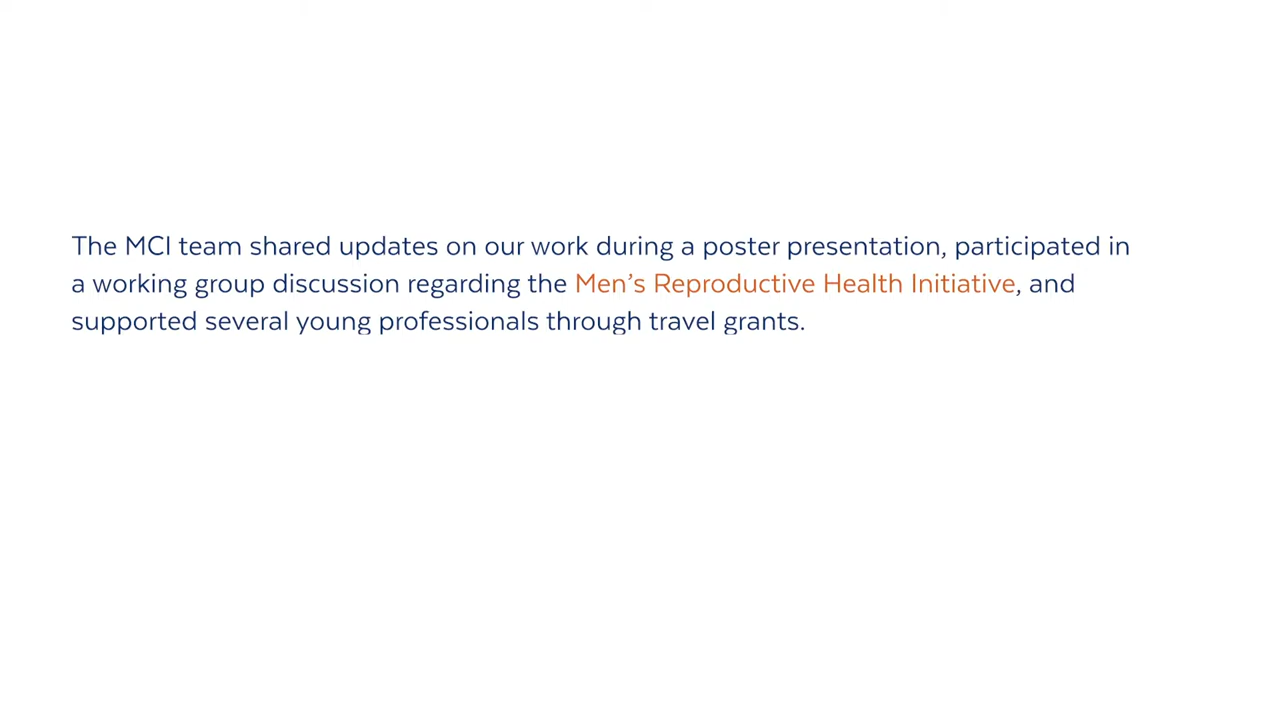 The MCI team shared updates on our work during a poster presentation, participated in
a working group discussion regarding the Men’s Reproductive Health Initiative, and
supported several young professionals through travel grants.